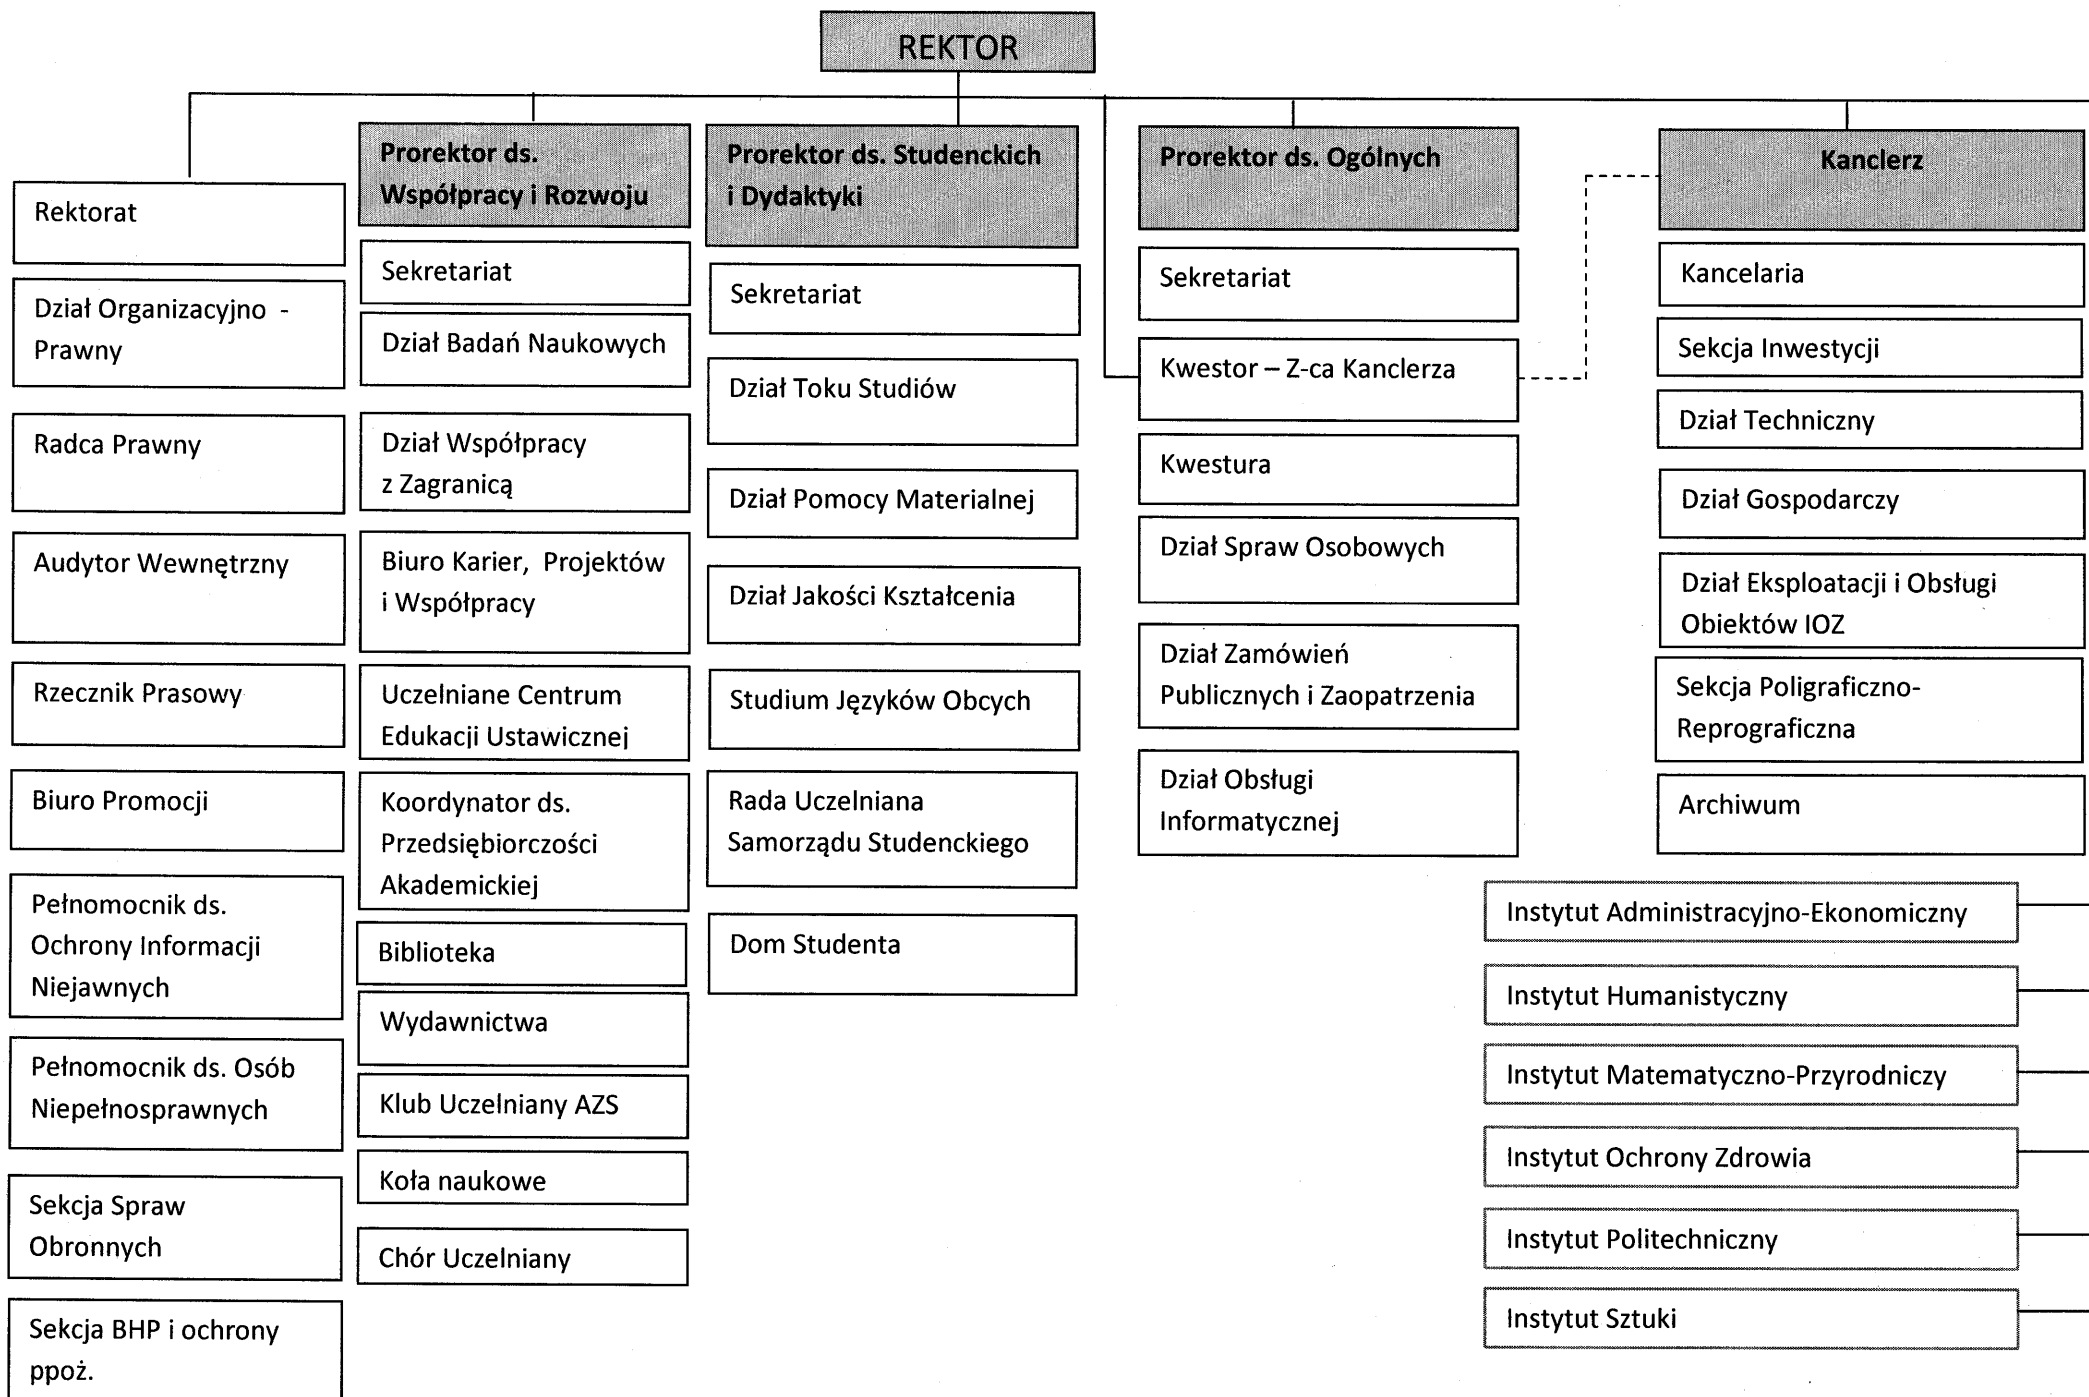 REKTOR
Rektorat
Dział Organizacyjno -
Prawny
Radca Prawny
Audytor Wewnętrzny
Rzecznik Prasowy
Biuro Promocji
Pełnomocnik ds.
Ochrony Informacji
Niejawnych
Pełnomocnik ds. Osób
Niepełnosprawnych
Sekcja Spraw
Obronnych
Sekcja BHP i ochrony
ppoż.
Prorektor ds.
Współpracy i Rozwoju
Sekretariat
Dział Badań Naukowych
Dział Współpracy
z Zagranicą
Biuro Karier, Projektów
i Współpracy
Uczelniane Centrum
Edukacji Ustawicznej
Koordynator ds.
Przedsiębiorczości
Akademickiej
Biblioteka
Wydawnictwa
Klub Uczelniany AZS
Koła naukowe
Chór Uczelniany
Prorektor ds. Studenckich
i Dydaktyki
Sekretariat
Dział Toku Studiów
Dział Pomocy Materialnej
Dział Jakości Kształcenia
Studium Języków Obcych
Rada Uczelniana
Samorządu Studenckiego
Dom Studenta
Prorektor ds. Ogólnych
Sekretariat
Kwestor – Z-ca Kanclerza
Kwestura
Dział Spraw Osobowych
Dział Zamówień
Publicznych i Zaopatrzenia
Dział Obsługi
Informatycznej
Kanclerz
Kancelaria
Sekcja Inwestycji
Dział Techniczny
Dział Gospodarczy
Dział Eksploatacji i Obsługi
Obiektów IOZ
Sekcja Poligraficzno-
Reprograficzna
Archiwum
Instytut Administracyjno-Ekonomiczny
Instytut Humanistyczny
Instytut Matematyczno-Przyrodniczy
Instytut Ochrony Zdrowia
Instytut Politechniczny
Instytut Sztuki